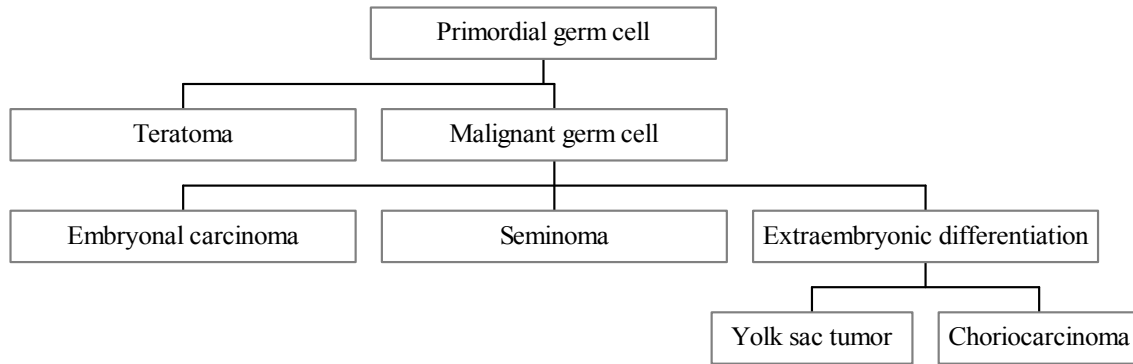 Primordial germ cell
Teratoma
Malignant germ cell
Embryonal carcinoma
Seminoma
Extraembryonic differentiation
Yolk sac tumor
Choriocarcinoma